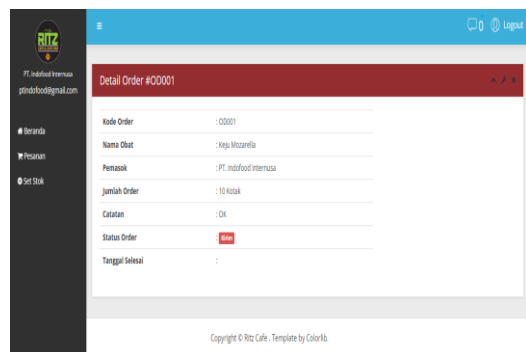 RITZ
0 Logout
PT. Indofood Internusa
ptindofood@gmail.com
Beranda
Pesanan
Set Stok
Detail Order #OD001
Kode Order : OD001
Nama Obat : Keju Mozarella
Pemasok : PT. Indofood Internusa
Jumlah Order : 10 Kotak
Catatan : OK
Status Order :
Tanggal Selesai :
Copyright © Ritz Cafe . Template by Colorlib.